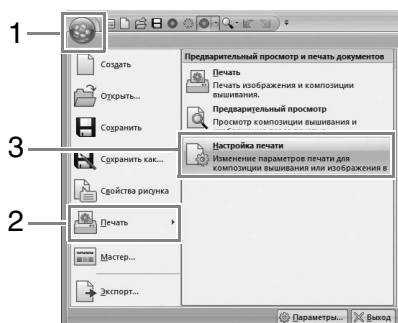 1
Предварительный просмотр и печать документов
Создать
Печать
Печать изображения и композиции
вышивания.
Открыть...
Предварительный просмотр
Просмотр композиции вышивания и
Сохранить
3
Настройка печати
Изменение параметров печати для
композиции вышивания или изображения в
Сохранить как...
Свойства рисунка
2
Печать
Мастер...
Экспорт...
Параметры...
Выход